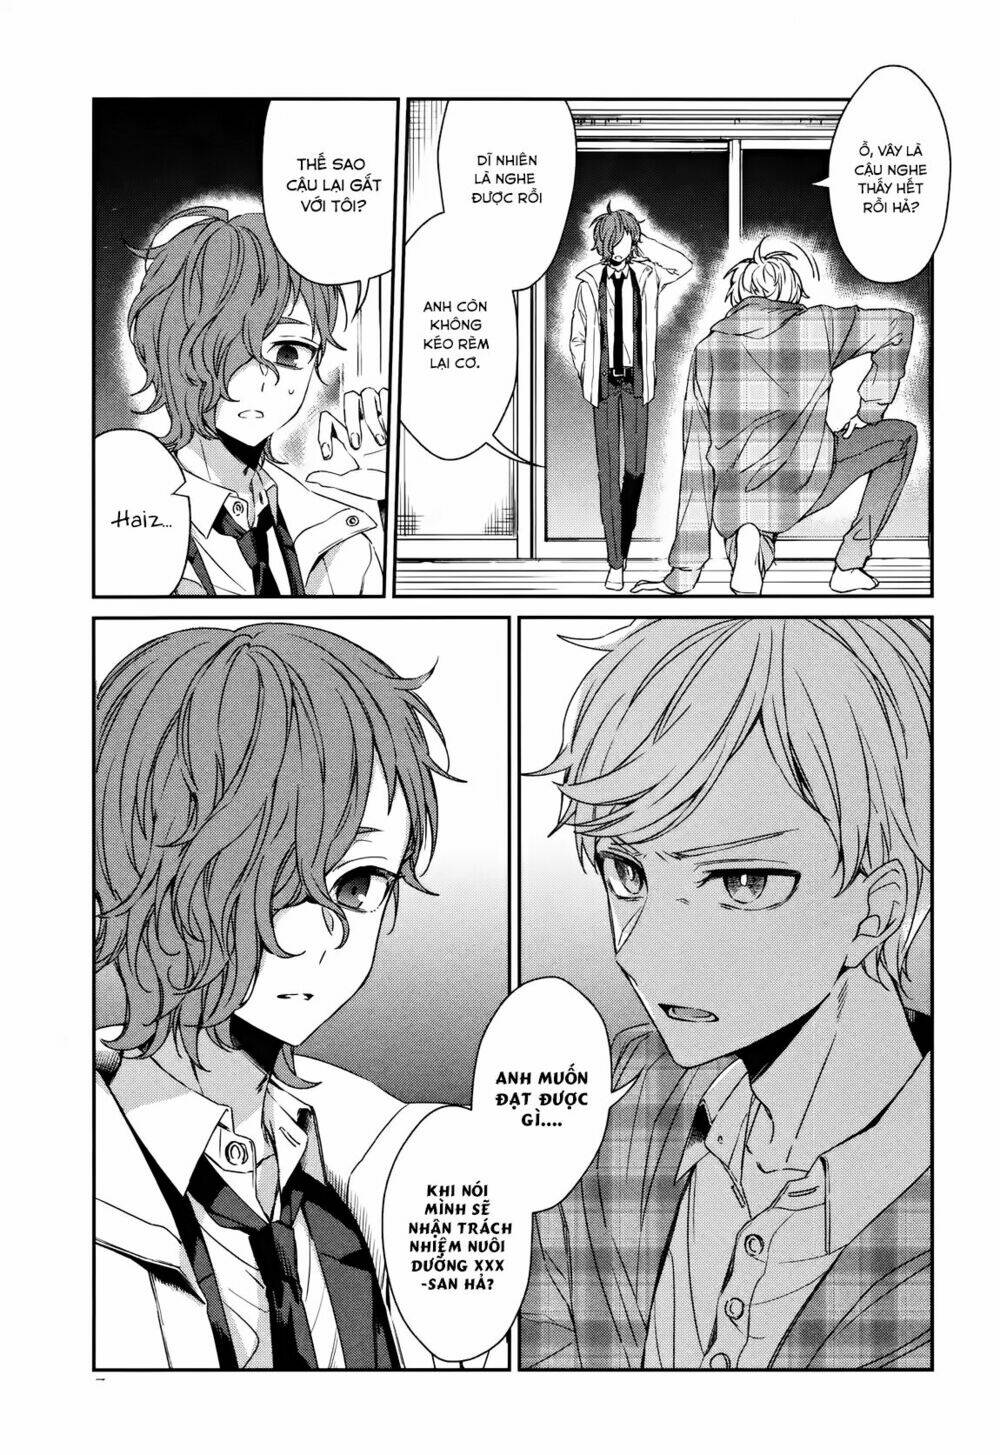 Ồ, VÂY LÀ
CẬU NGHE
THẤY HẾT
RỒI HẢ?
DĨ NHIÊN
LÀ NGHE
ĐƯỢC RỒI
ANH CÒN
KHÔNG
KÉO RÈM
LẠI CƠ.
THẾ SAO
CẬU LẠI GẮT
VỚI TÔI?
Haiz...
ANH MUỐN
ĐẠT ĐƯỢC
GÌ....
KHI NÓI
MÌNH SẼ
NHẬN TRÁCH
NHIỆM NUÔI
DƯỠNG XXX
-SAN HẢ?